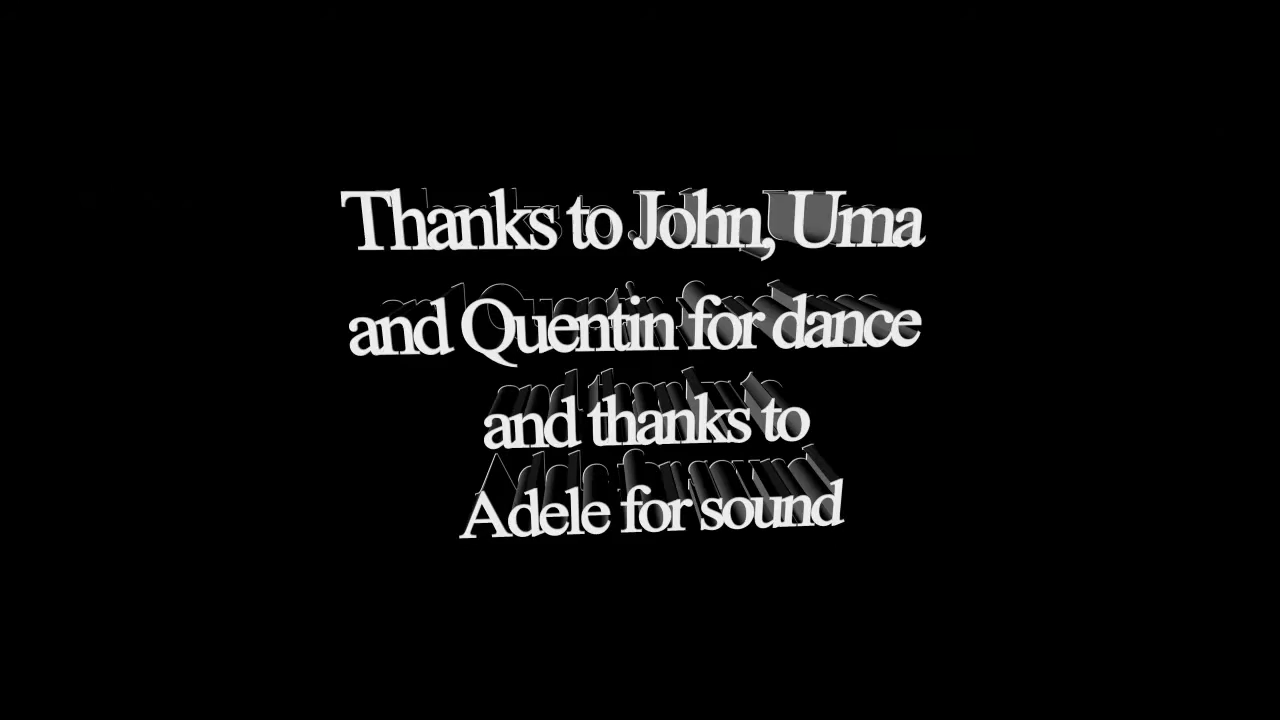 Thanks to John, Uma
and Quentin for dance
and thanks to
Adele for sound